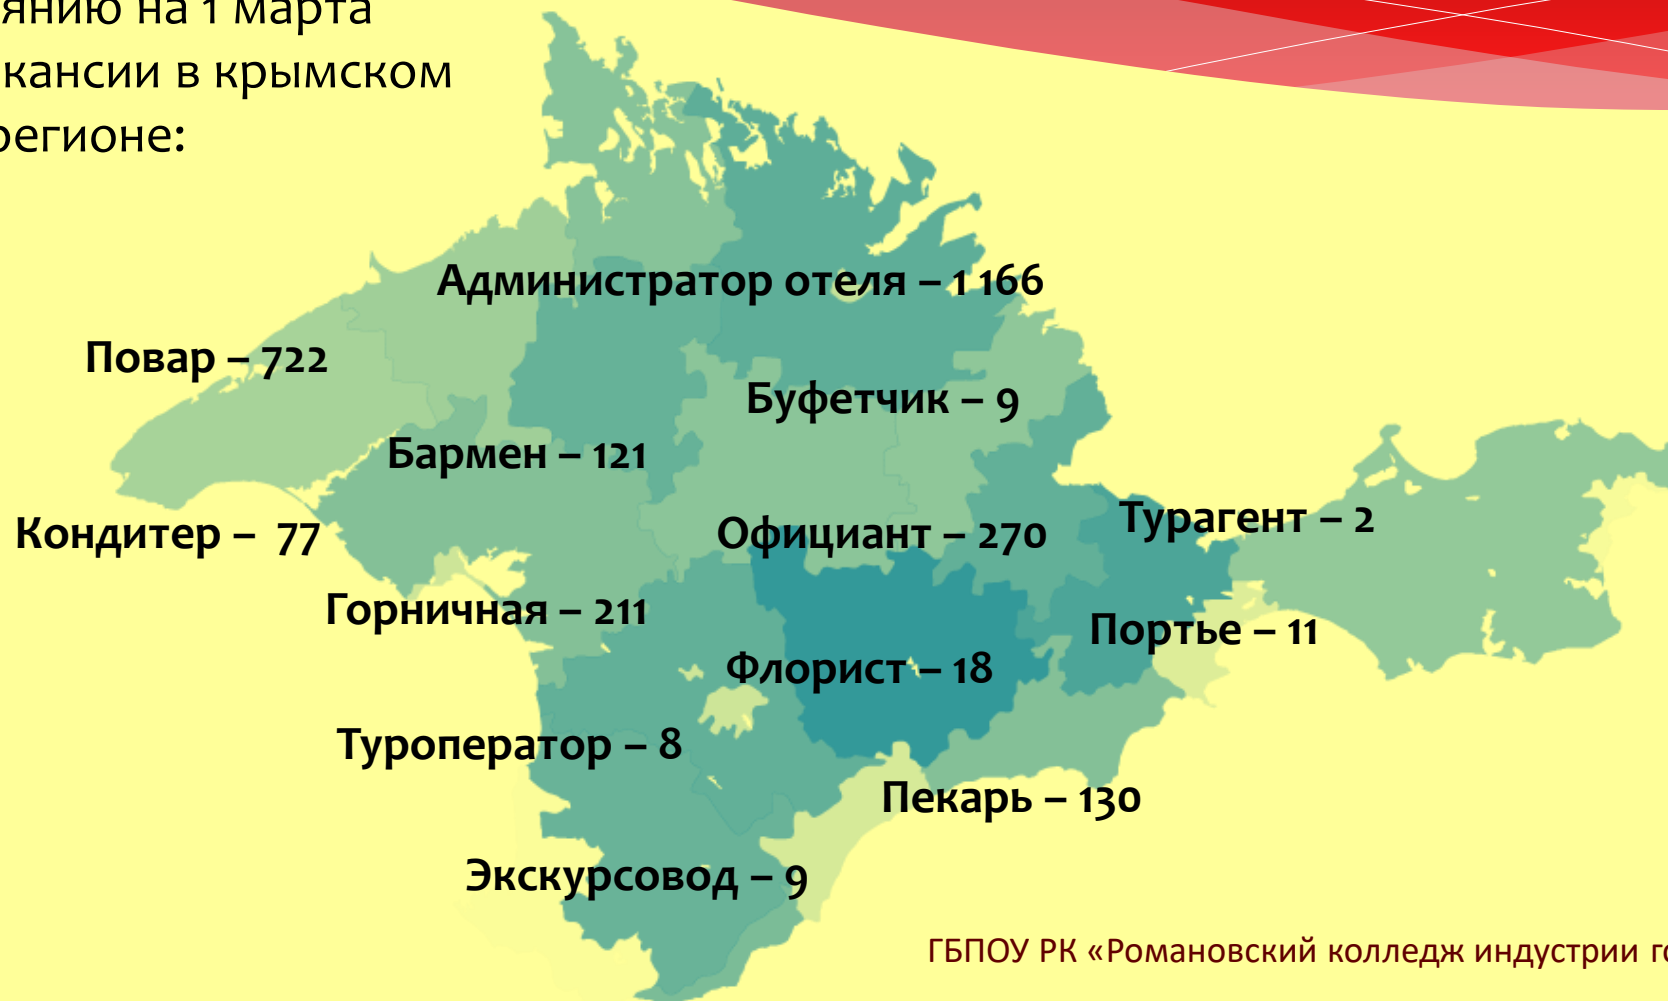 янию на 1 марта
кансии в крымском
регионе:
Администратор отеля – 1 166
Повар – 722
Буфетчик – 9
Бармен – 121
Турагент – 2
Кондитер – 77
Официант – 270
Горничная – 211
Портье – 11
Флорист – 18
Туроператор – 8
Пекарь – 130
Экскурсовод – 9
ГБПОУ РК «Романовский колледж индустрии го